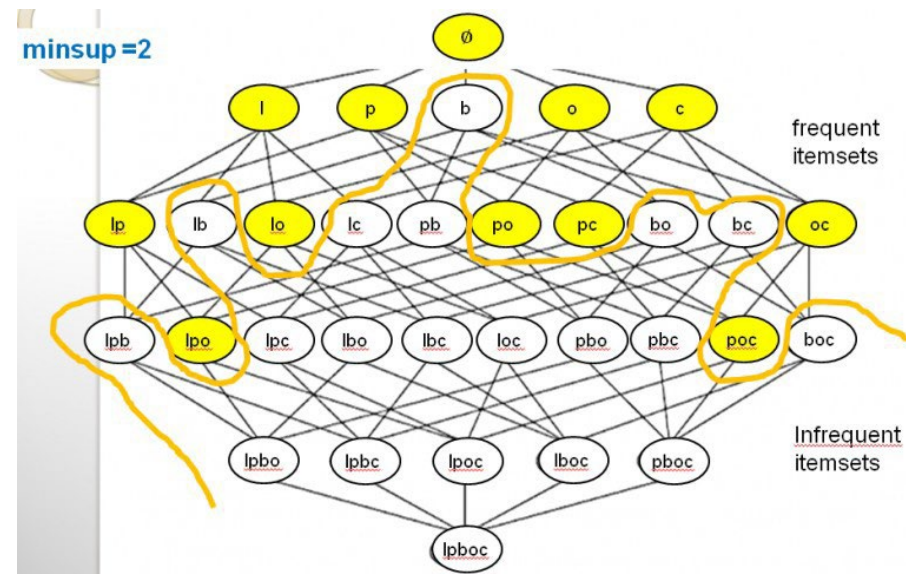 minsup =2
ø
l p b o c
frequent
itemsets
lp lb lo lc pb po pc bo bc oc
lpb lpo lpc lbo lbc loc pbo pbc poc boc
Infrequent
itemsets
lpbo lpbc lpoc lboc pboc
lpboc